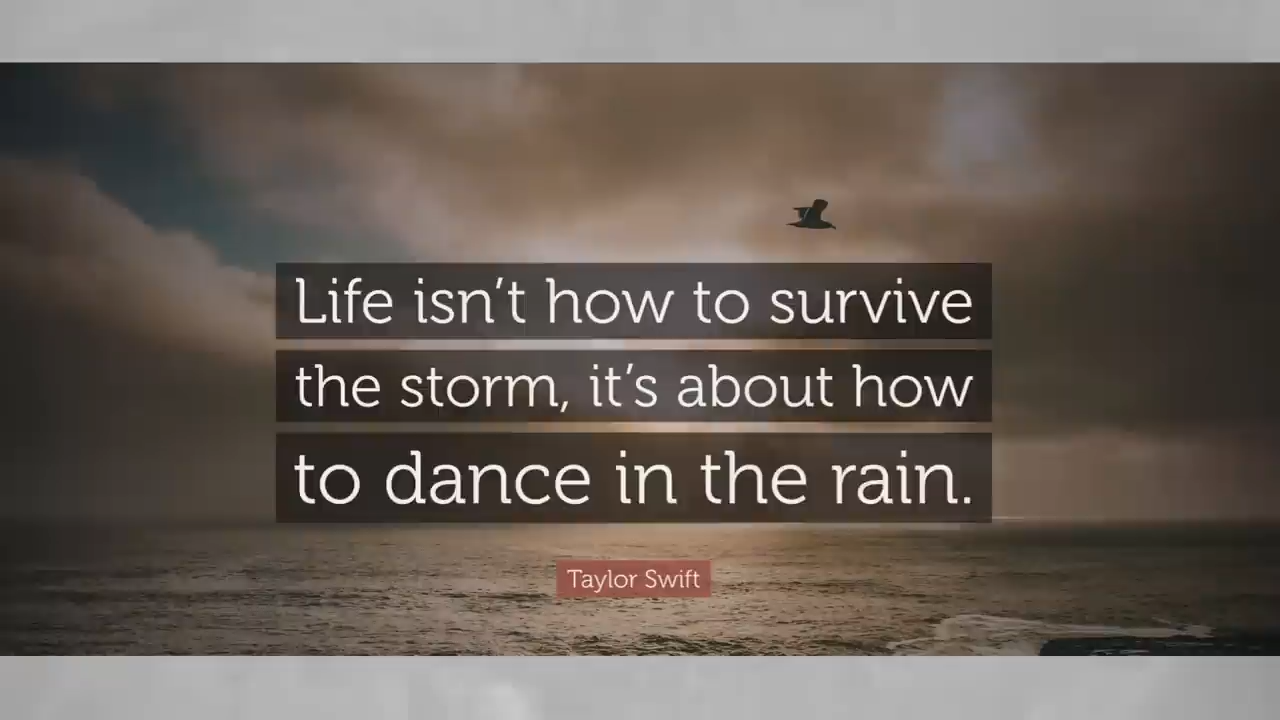 Life isn’t how to survive
the storm, it’s about how
to dance in the rain.
Taylor Swift